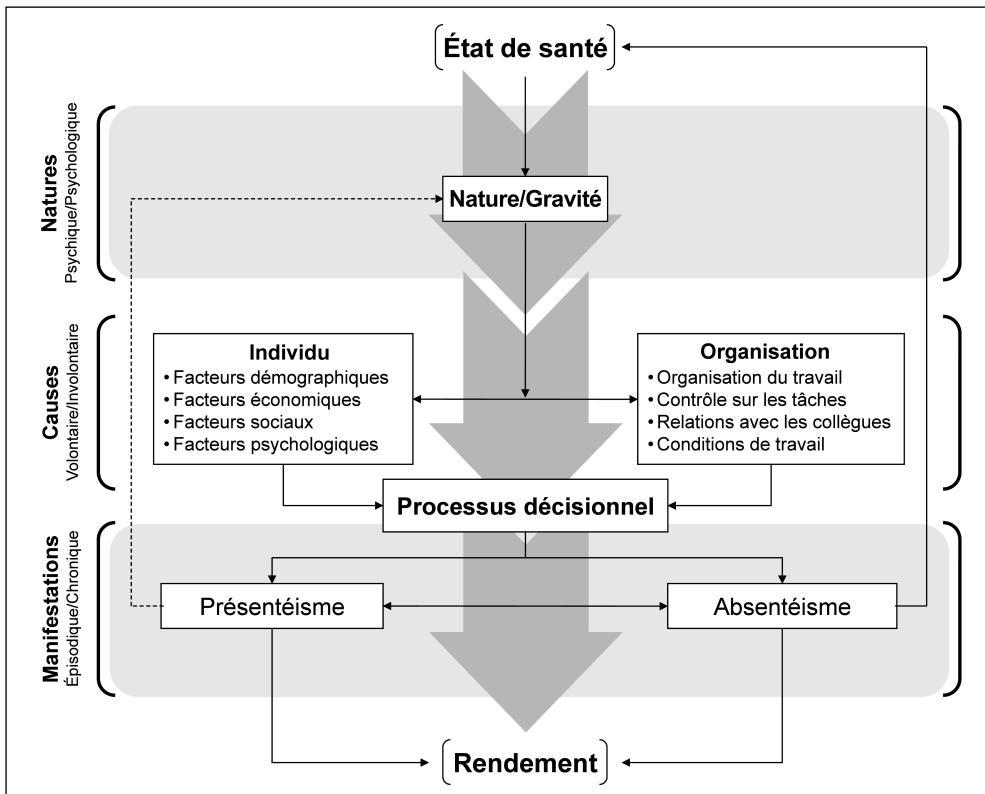 État de santé
Natures
Psychique/Psychologique
Nature/Gravité
Causes
Volontaire/Involontaire
Individu
• Facteurs démographiques
• Facteurs économiques
• Facteurs sociaux
• Facteurs psychologiques
Organisation
• Organisation du travail
• Contrôle sur les tâches
• Relations avec les collègues
• Conditions de travail
Processus décisionnel
Manifestations
Épisodique/Chronique
Présentéisme
Absentéisme
Rendement